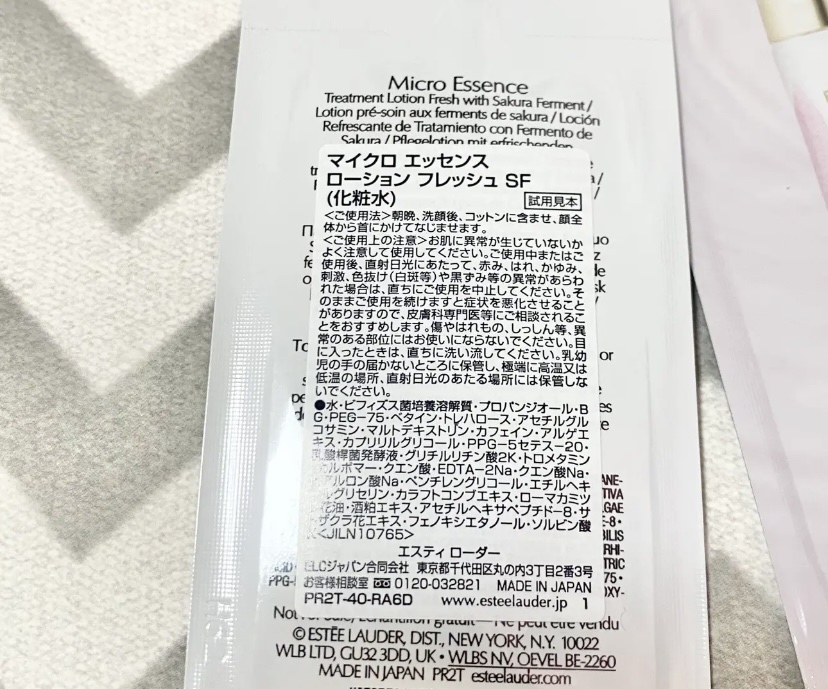 Micro Essence
Treatment Lotion Fresh with Sakura Ferment /
Lotion pré-soin aux ferments de sakura / Loción
Refrescante de Tratamiento con Fermento de
Sakura / Pflegelotion mit erfrischenden
マイクロ エッセンス
ローション フレッシュ SF
(化粧水)
試用見本
<ご使用法>朝晩、洗顔後、コットンに含ませ、顔全
体から首にかけてなじませます。
<ご使用上の注意>お肌に異常が生じていないか
よく注意して使用してください。ご使用中またはご
使用後、直射日光にあたって、赤み、はれ、かゆみ、
刺激、色抜け(白斑等)や黒ずみ等の異常があらわ
れた場合は、直ちにご使用を中止してください。そ
のままご使用を続けますと症状を悪化させること
がありますので、皮膚科専門医等にご相談されるこ
とをおすすめします。傷やはれもの、しっしん等、異
常のある部位にはお使いにならないでください。目
に入ったときは、直ちに洗い流してください。乳幼
児の手の届かないところに保管し、極端に高温又は
低温の場所、直射日光のあたる場所には保管しな
いでください。
●水・ビフィズス菌培養溶解質・プロパンジオール・B
G・PEG-75・ベタイン・トレハロース・アセチルグル
コサミン・マルトデキストリン・カフェイン・アルゲエ
キス・カプリリルグリコール・PPG-5セテス-20・
乳酸桿菌発酵液・グリチルリチン酸2K・トロメタミン
カルボマー・クエン酸・EDTA-2Na・クエン酸Na・
アルロン酸Na・ペンチレングリコール・エチルヘキ
ルグリセリン・カラフトコンブエキス・ローマカミツ
花油・酒粕エキス・アセチルヘキサペプチド-8・サ
ザクラ花エキス・フェノキシエタノール・ソルビン酸
<JILN10765>
エスティ ローダー
ELCジャパン合同会社 東京都千代田区丸の内3丁目2番3号
お客様相談室 0120-032821 MADE IN JAPAN
PR2T-40-RA6D www.esteelauder.jp 1
Not for Sale / Échantillon gratuit — Ne peut être vendu
© ESTĒE LAUDER, DIST., NEW YORK, N.Y. 10022
WLB LTD, GU32 3DD, UK • WLBS NV, OEVEL BE-2260
MADE IN JAPAN PR2T esteelauder.com